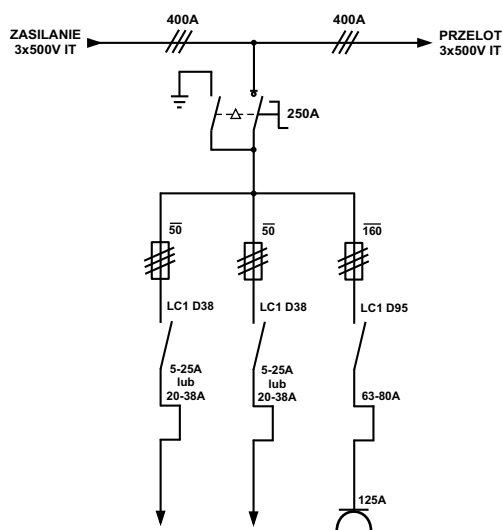 400A
400A
ZASILANIE
3x500V IT
PRZELOT
3x500V IT
250A
50
50
160
LC1 D38
LC1 D38
LC1 D95
5-25A
lub
20-38A
5-25A
lub
20-38A
63-80A
125A